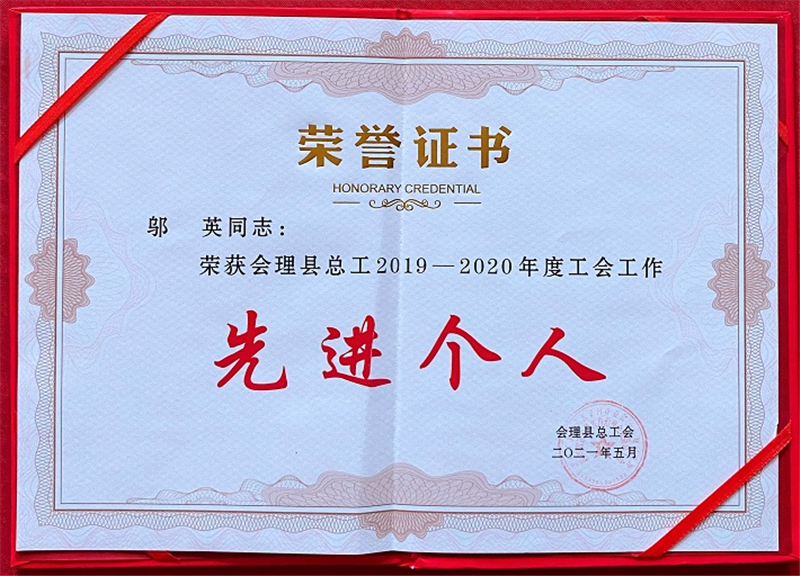 荣誉证书
HONORARY CREDENTIAL
邬 英同志：
荣获会理县总工2019—2020年度工会工作
先进个人
会理县总工会
二〇二一年五月